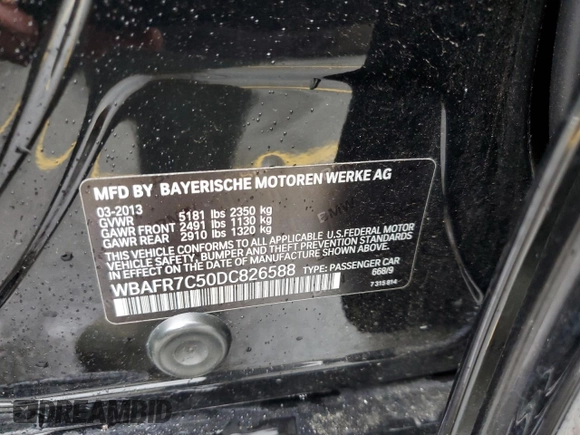 MFD BY BAYERISCHE MOTOREN WERKE AG
03-2013
GVWR 5181 lbs 2350 kg
GAWR FRONT 2491 lbs 1130 kg
GAWR REAR 2910 lbs 1320 kg
THIS VEHICLE CONFORMS TO ALL APPLICABLE U.S.FEDERAL MOTOR
VEHICLE SAFETY, BUMPER AND THEFT PREVENTION STANDARDS
IN EFFECT ON THE DATE OF MANUFACTURE SHOWN ABOVE.
WBAFR7C50DC826588 TYPE: PASSENGER CAR
668/9
7 315 814
DREAMBID